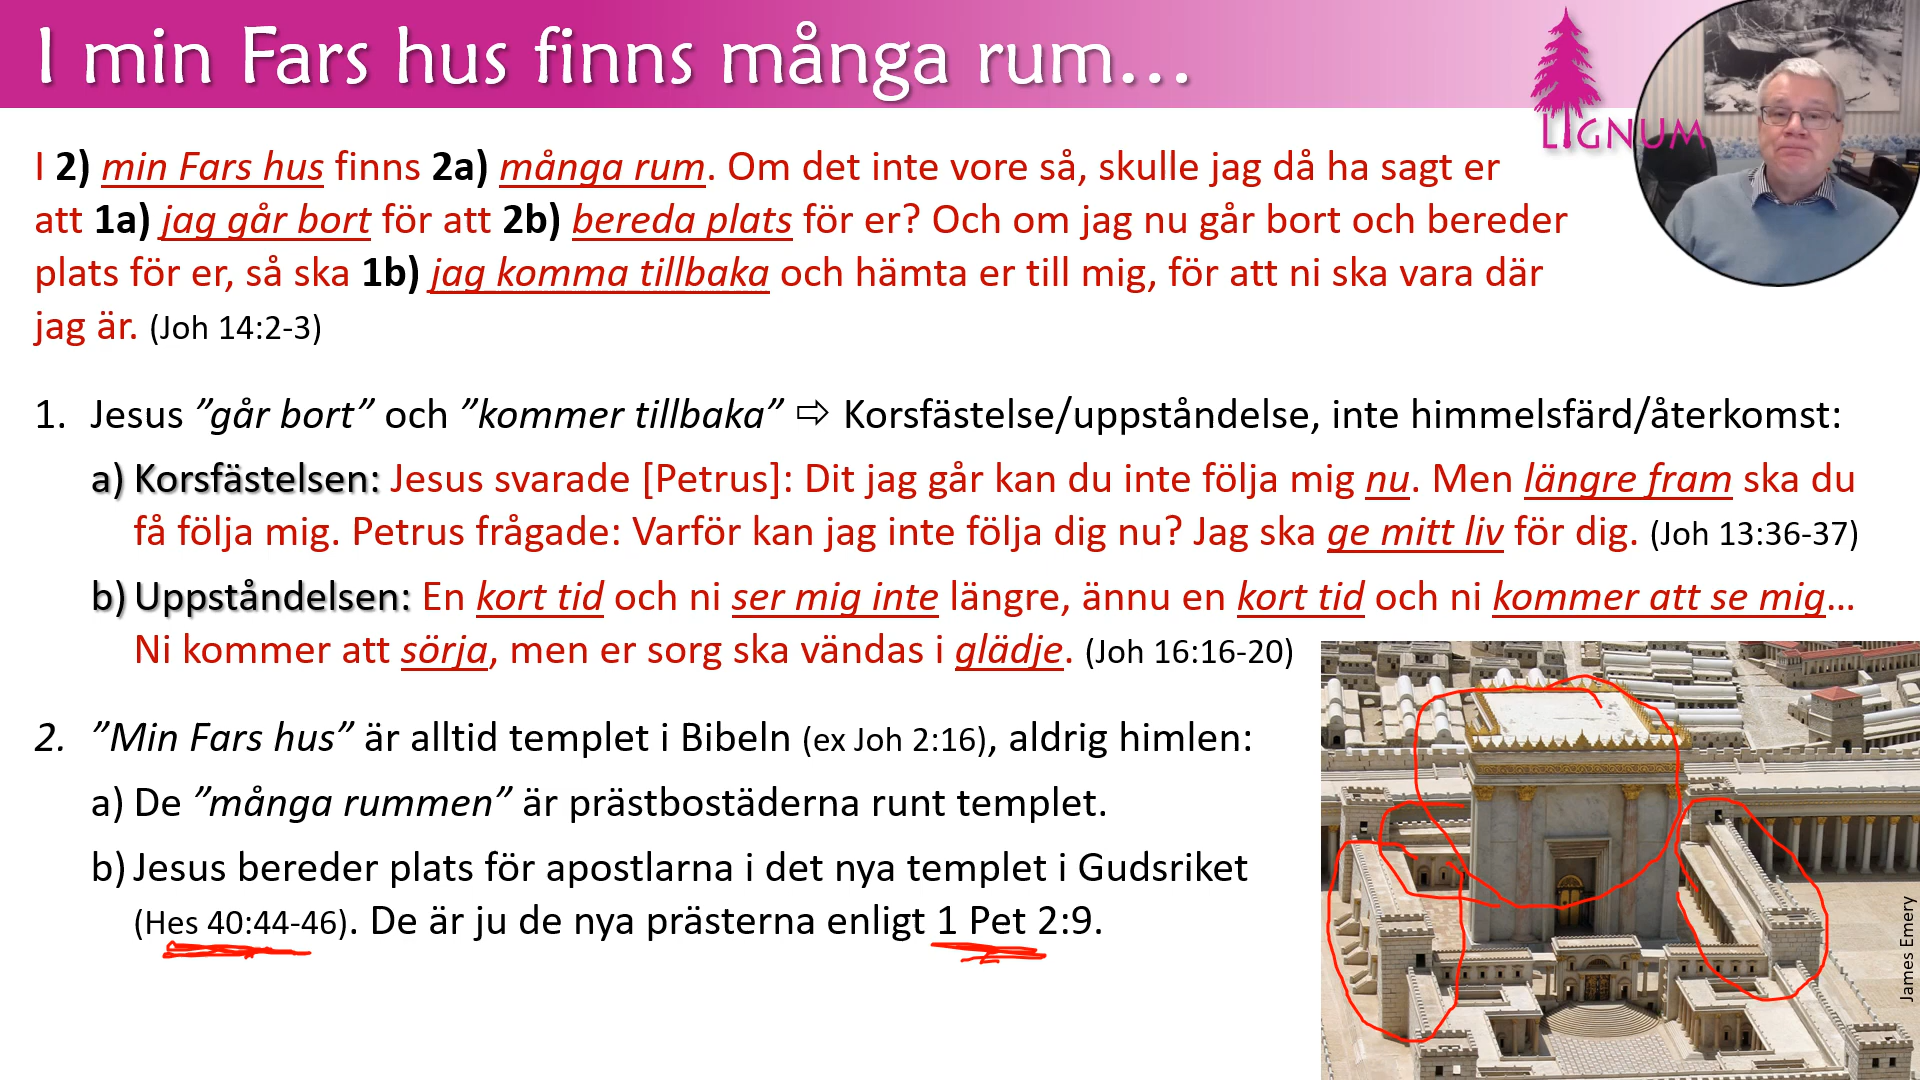 I min Fars hus finns många rum...
LIGNUM
I 2) min Fars hus finns 2a) många rum. Om det inte vore så, skulle jag då ha sagt er
att 1a) jag går bort för att 2b) bereda plats för er? Och om jag nu går bort och bereder
plats för er, så ska 1b) jag komma tillbaka och hämta er till mig, för att ni ska vara där
jag är. (Joh 14:2-3)
1. Jesus ”går bort” och ”kommer tillbaka” ⇨ Korsfästelse/uppståndelse, inte himmelsfärd/återkomst:
a) Korsfästelsen: Jesus svarade [Petrus]: Dit jag går kan du inte följa mig nu. Men längre fram ska du
få följa mig. Petrus frågade: Varför kan jag inte följa dig nu? Jag ska ge mitt liv för dig. (Joh 13:36-37)
b) Uppståndelsen: En kort tid och ni ser mig inte längre, ännu en kort tid och ni kommer att se mig...
Ni kommer att sörja, men er sorg ska vändas i glädje. (Joh 16:16-20)
2. ”Min Fars hus” är alltid templet i Bibeln (ex Joh 2:16), aldrig himlen:
a) De ”många rummen” är prästbostäderna runt templet.
b) Jesus bereder plats för apostlarna i det nya templet i Gudsriket
(Hes 40:44-46). De är ju de nya prästerna enligt 1 Pet 2:9.
James Emery